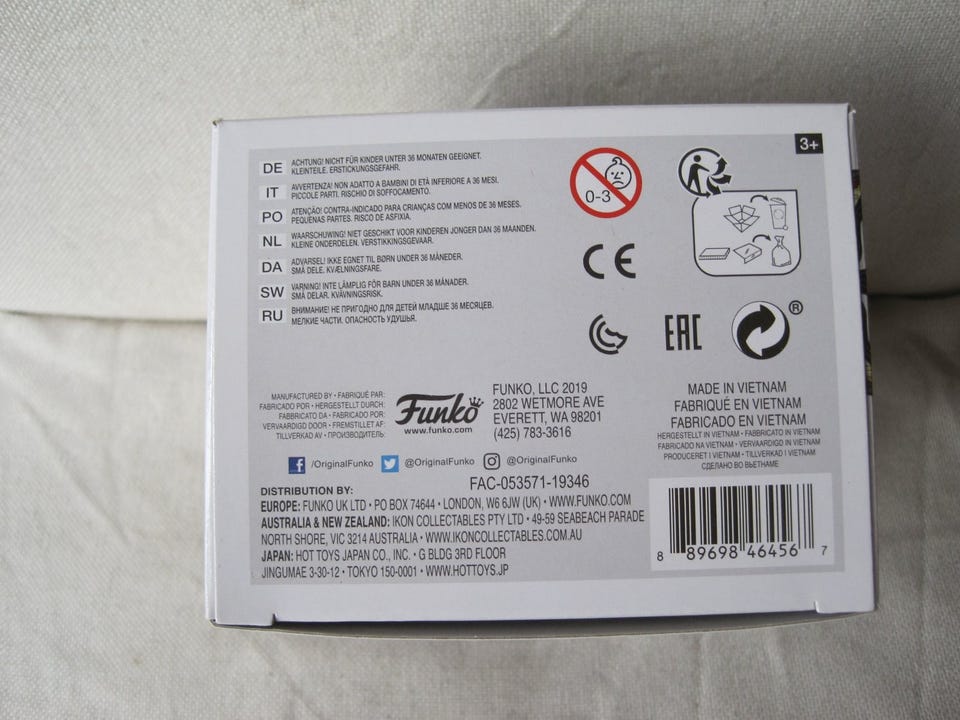 3+
DE ACHTUNG! NICHT FÜR KINDER UNTER 36 MONATEN GEEIGNET.
KLEINTEILE. ERSTICKUNGSGEFAHR.
IT AVVERTENZA! NON ADATTO A BAMBINI DI ETÀ INFERIORE A 36 MESI.
PICCOLE PARTI. RISCHIO DI SOFFOCAMENTO.
PO ATENÇÃO! CONTRA-INDICADO PARA CRIANÇAS COM MENOS DE 36 MESES.
PEQUENAS PARTES. RISCO DE ASFIXIA.
NL WAARSCHUWING! NIET GESCHIKT VOOR KINDEREN JONGER DAN 36 MAANDEN.
KLEINE ONDERDELEN. VERSTIKKINGSGEVAAR.
DA ADVARSEL! IKKE EGNET TIL BØRN UNDER 36 MÅNEDER.
SMÅ DELE. KVÆLNINGSFARE.
SW VARNING! INTE LÄMPLIG FÖR BARN UNDER 36 MÅNADER.
SMÅ DELAR. KVÄVNINGSRISK.
RU ВНИМАНИЕ! НЕ ПРИГОДНО ДЛЯ ДЕТЕЙ МЛАДШЕ 36 МЕСЯЦЕВ.
МЕЛКИЕ ЧАСТИ. ОПАСНОСТЬ УДУШЬЯ.
0-3
CE
EAC
®
MANUFACTURED BY • FABRIQUÉ PAR:
FABRICADO POR • HERGESTELLT DURCH:
FABBRICATO DA • FABRICADO POR:
VERVAARDIGD DOOR • FREMSTILLET AF:
TILLVERKAD AV • ПРОИЗВОДИТЕЛЬ:
Funko
www.funko.com
FUNKO, LLC 2019
2802 WETMORE AVE
EVERETT, WA 98201
(425) 783-3616
MADE IN VIETNAM
FABRIQUÉ EN VIETNAM
FABRICADO EN VIETNAM
HERGESTELLT IN VIETNAM • FABBRICATO IN VIETNAM
FABRICADO NA VIETNAM • VERVAARDIGD IN VIETNAM
PRODUCERET I VIETNAM • TILLVERKAD I VIETNAM
СДЕЛАНО ВО ВЬЕТНАМЕ
f /OriginalFunko @OriginalFunko @OriginalFunko
FAC-053571-19346
DISTRIBUTION BY:
EUROPE: FUNKO UK LTD • PO BOX 74644 • LONDON, W6 6JW (UK) • WWW.FUNKO.COM
AUSTRALIA & NEW ZEALAND: IKON COLLECTABLES PTY LTD • 49-59 SEABEACH PARADE
NORTH SHORE, VIC 3214 AUSTRALIA • WWW.IKONCOLLECTABLES.COM.AU
JAPAN: HOT TOYS JAPAN CO., INC. • G BLDG 3RD FLOOR
JINGUMAE 3-30-12 • TOKYO 150-0001 • WWW.HOTTOYS.JP
8 89698 46456 7